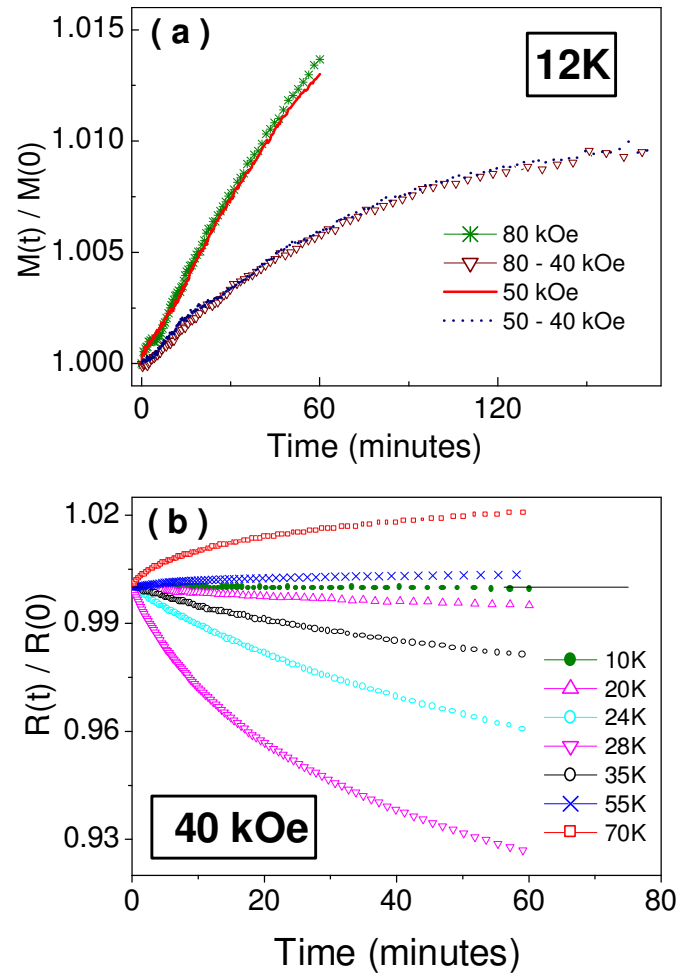 ( a )
12K
1.015
1.010
1.005
1.000
M(t) / M(0)
80 kOe
80 - 40 kOe
50 kOe
50 - 40 kOe
0
60
120
Time (minutes)
( b )
1.02
0.99
0.96
0.93
R(t) / R(0)
10K
20K
24K
28K
35K
55K
70K
40 kOe
0
20
40
60
80
Time (minutes)